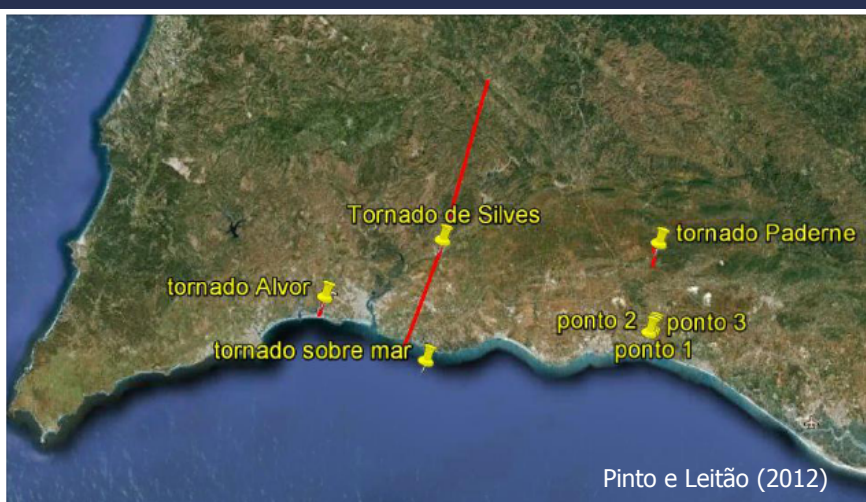 Tornado de Silves
tornado Paderne
tornado Alvor
ponto 2 ponto 3
ponto 1
tornado sobre mar
Pinto e Leitão (2012)